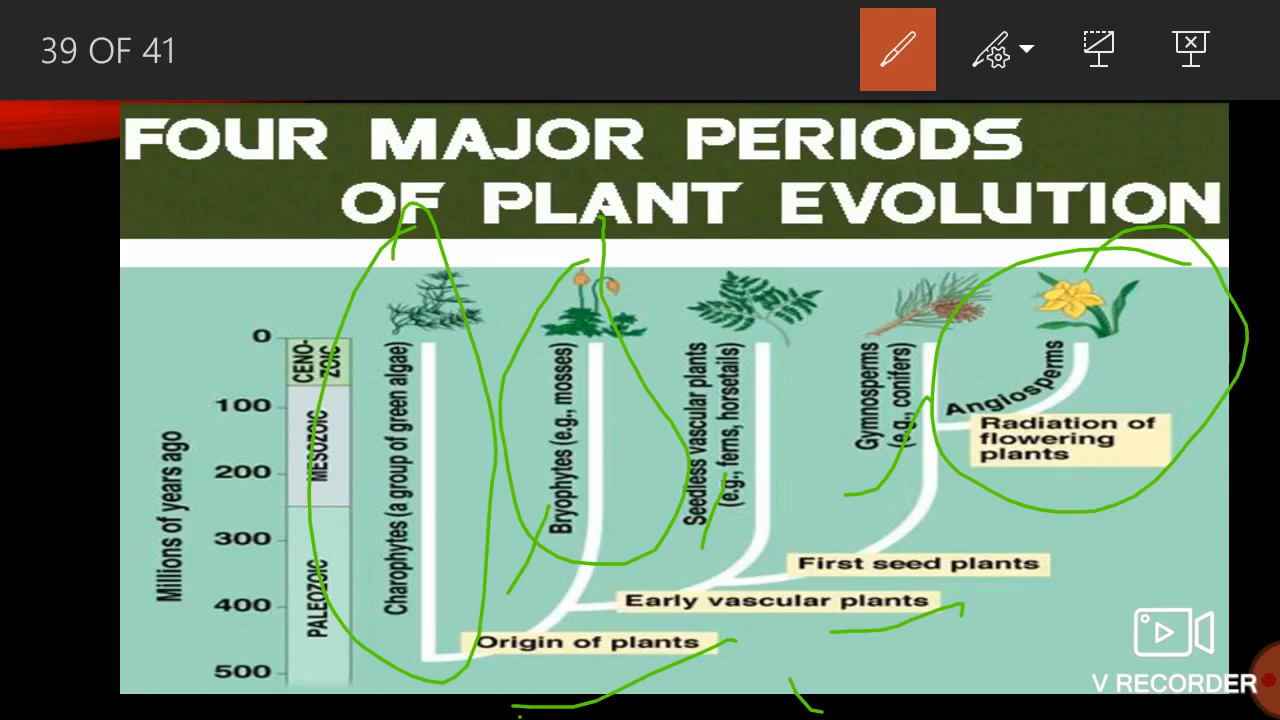 39 OF 41
FOUR MAJOR PERIODS
OF PLANT EVOLUTION
Millions of years ago
0
100
200
300
400
500
CENO-
ZOIC
MESOZOIC
PALEOZOIC
Charophytes (a group of green algae)
Bryophytes (e.g., mosses)
Seedless vascular plants
(e.g., ferns, horsetails)
Gymnosperms
(e.g., conifers)
Angiosperms
Radiation of
flowering
plants
First seed plants
Early vascular plants
Origin of plants
V RECORDER